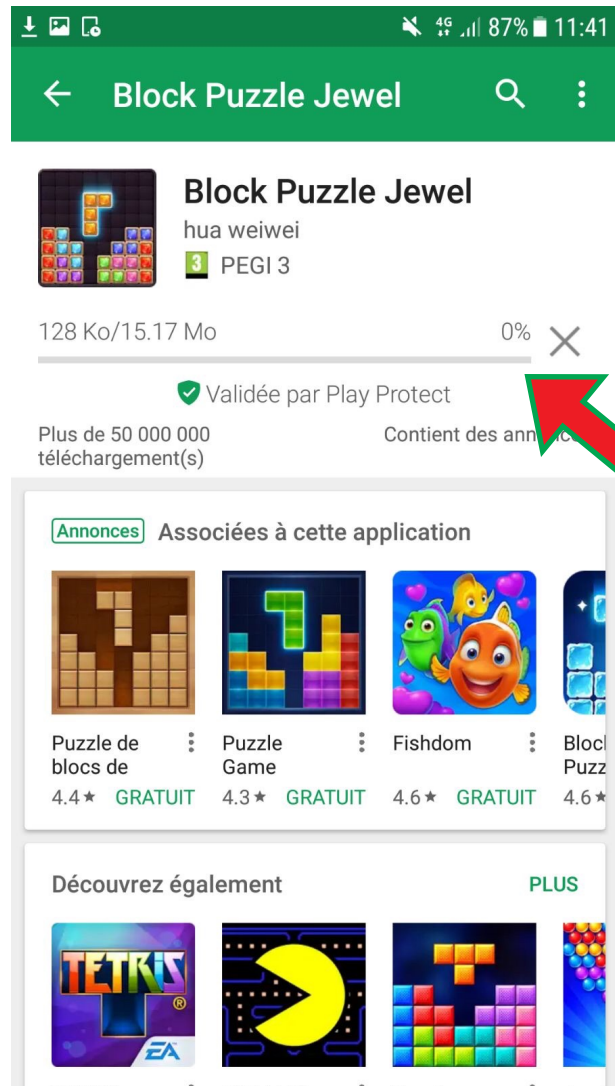 4G 87% 11:41
Block Puzzle Jewel
Block Puzzle Jewel
hua weiwei
3 PEGI 3
128 Ko/15.17 Mo 0%
Validée par Play Protect
Plus de 50 000 000 Contient des
téléchargement(s)
Annonces Associées à cette application
Puzzle de Puzzle Fishdom
blocs de Game Puzz
4.4★ GRATUIT 4.3★ GRATUIT 4.6★ GRATUIT 4.6★
Découvrez également PLUS
TETRIS®
EA